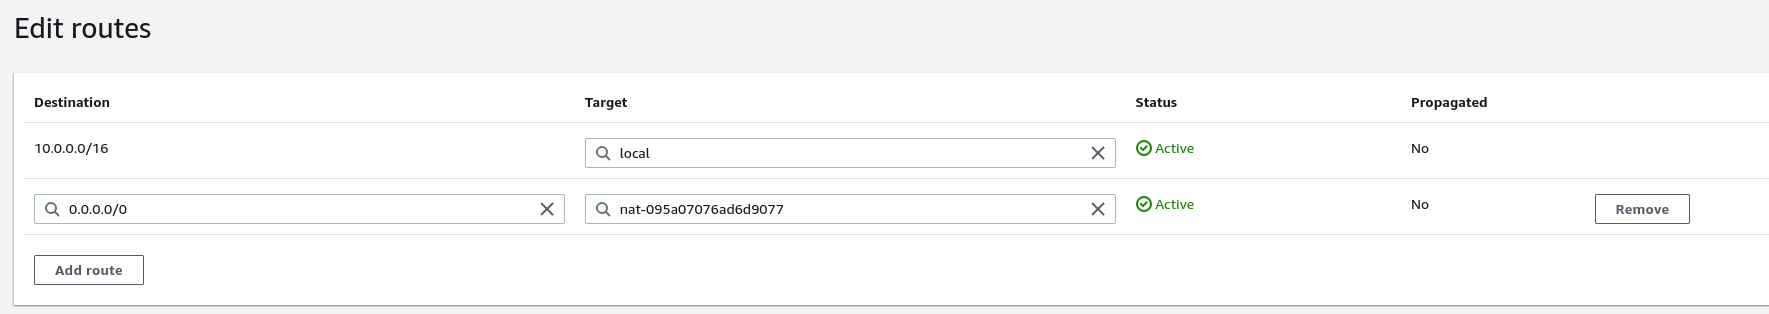 Edit routes
Destination Target Status Propagated
10.0.0.0/16 local Active No
0.0.0.0/0 nat-095a07076ad6d9077 Active No Remove
Add route